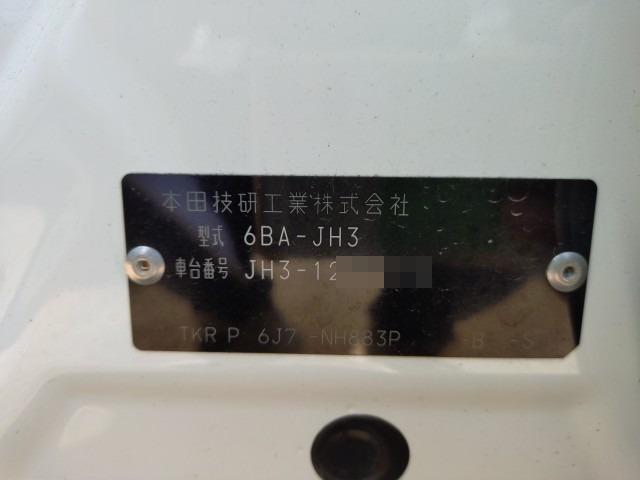 本田技研工業株式会社
型式 6BA-JH3
車台番号 JH3-12
TKR P 6J7 -NH883P -B -S